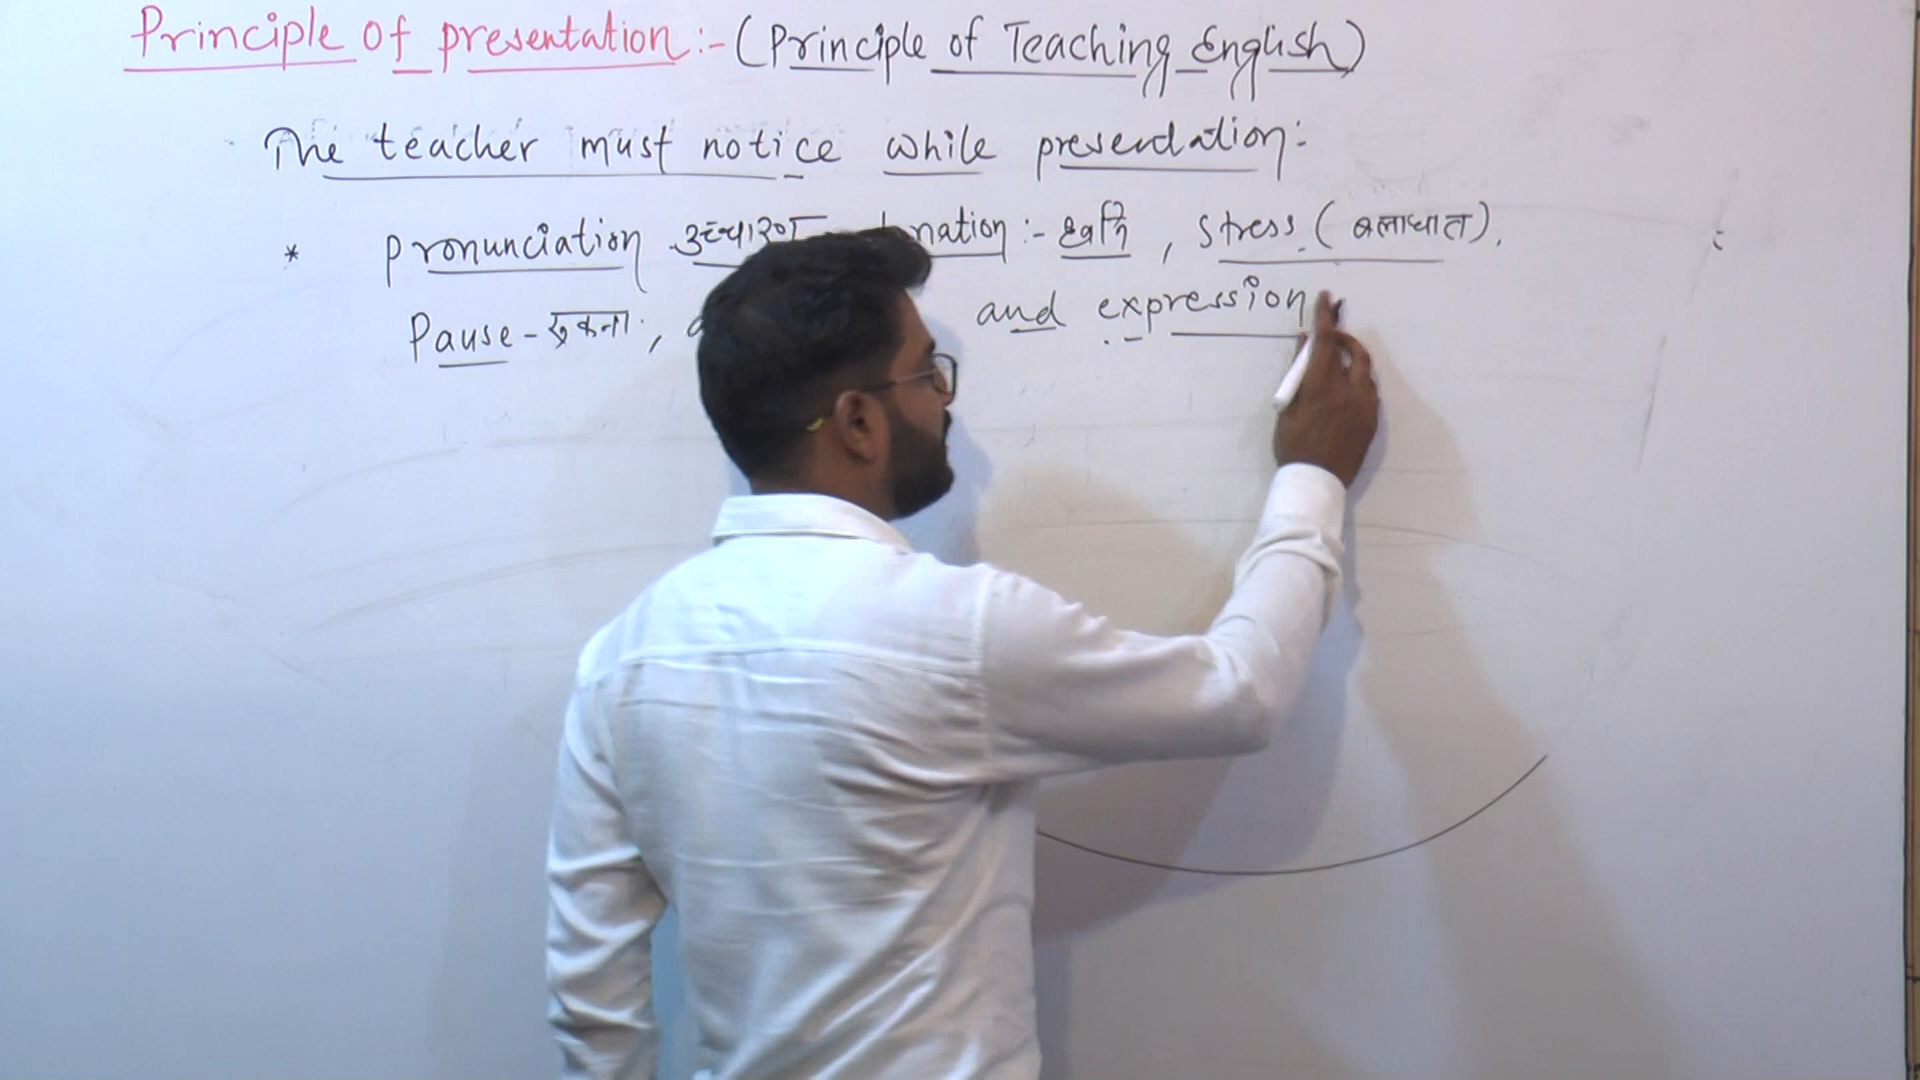 Principle of presentation:- (Principle of Teaching English)
The teacher must notice while presentation:
* pronunciation उच्चारण nation :- ध्वनि, stress (बलाघात).
Pause - रुकना, and expression